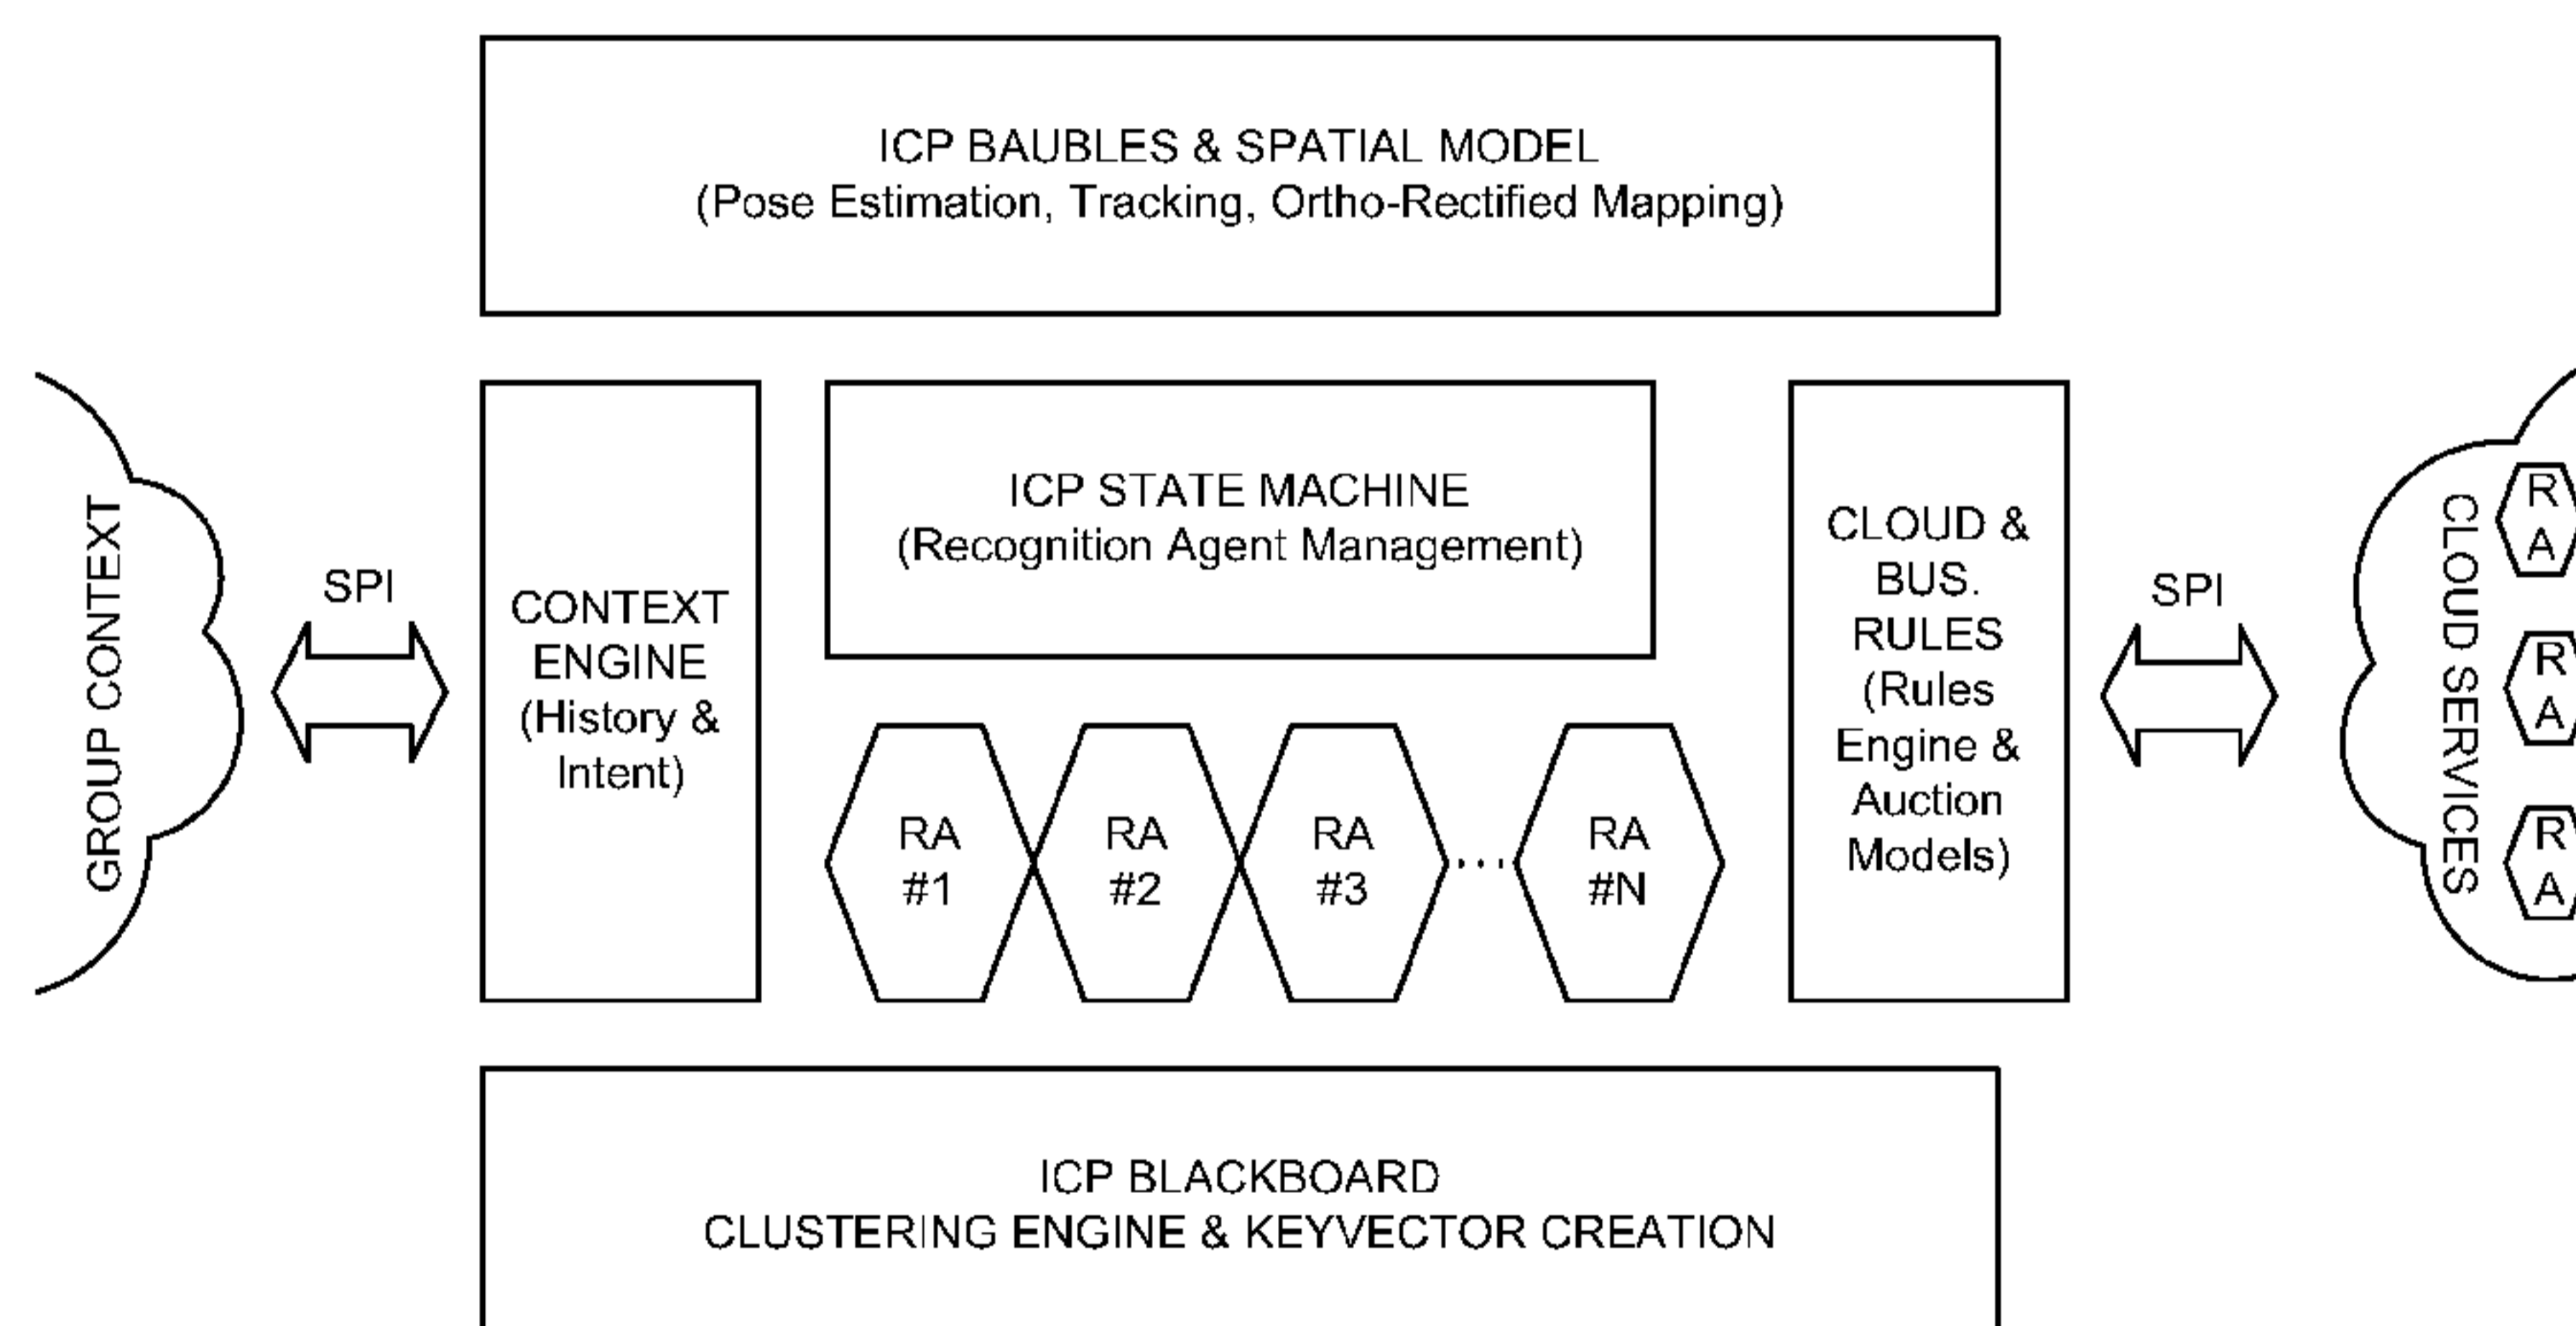 ICP BAUBLES & SPATIAL MODEL
(Pose Estimation, Tracking, Ortho-Rectified Mapping)
GROUP CONTEXT
SPI
CONTEXT
ENGINE
(History &
Intent)
ICP STATE MACHINE
(Recognition Agent Management)
RA
#1
RA
#2
RA
#3
....
RA
#N
CLOUD &
BUS.
RULES
(Rules
Engine &
Auction
Models)
SPI
CLOUD SERVICES
R
A
R
A
R
A
ICP BLACKBOARD
CLUSTERING ENGINE & KEYVECTOR CREATION